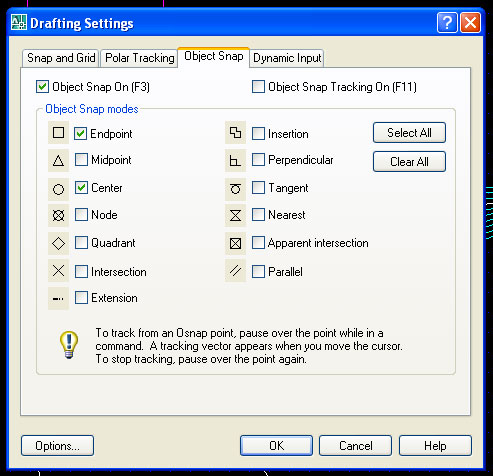 Drafting Settings
Snap and Grid Polar Tracking Object Snap Dynamic Input
Object Snap On (F3) Object Snap Tracking On (F11)
Object Snap modes
Endpoint Insertion Select All
Midpoint Perpendicular Clear All
Center Tangent
Node Nearest
Quadrant Apparent intersection
Intersection Parallel
Extension
To track from an Osnap point, pause over the point while in a
command. A tracking vector appears when you move the cursor.
To stop tracking, pause over the point again.
Options... OK Cancel Help